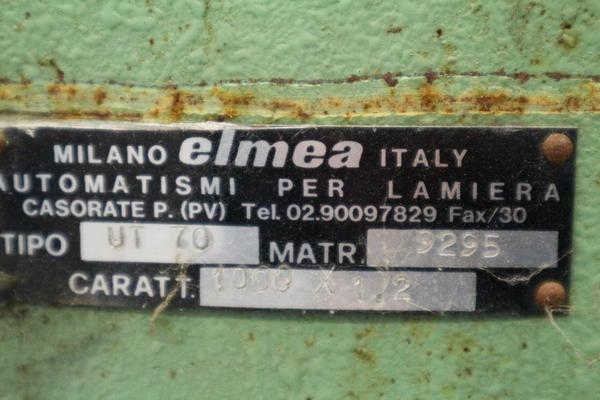 MILANO elmea ITALY
AUTOMATISMI PER LAMIERA
CASORATE P. (PV) Tel. 02.90097829 Fax/30
TIPO UT 70 MATR. 9295
CARATT. 1000 X 1/2